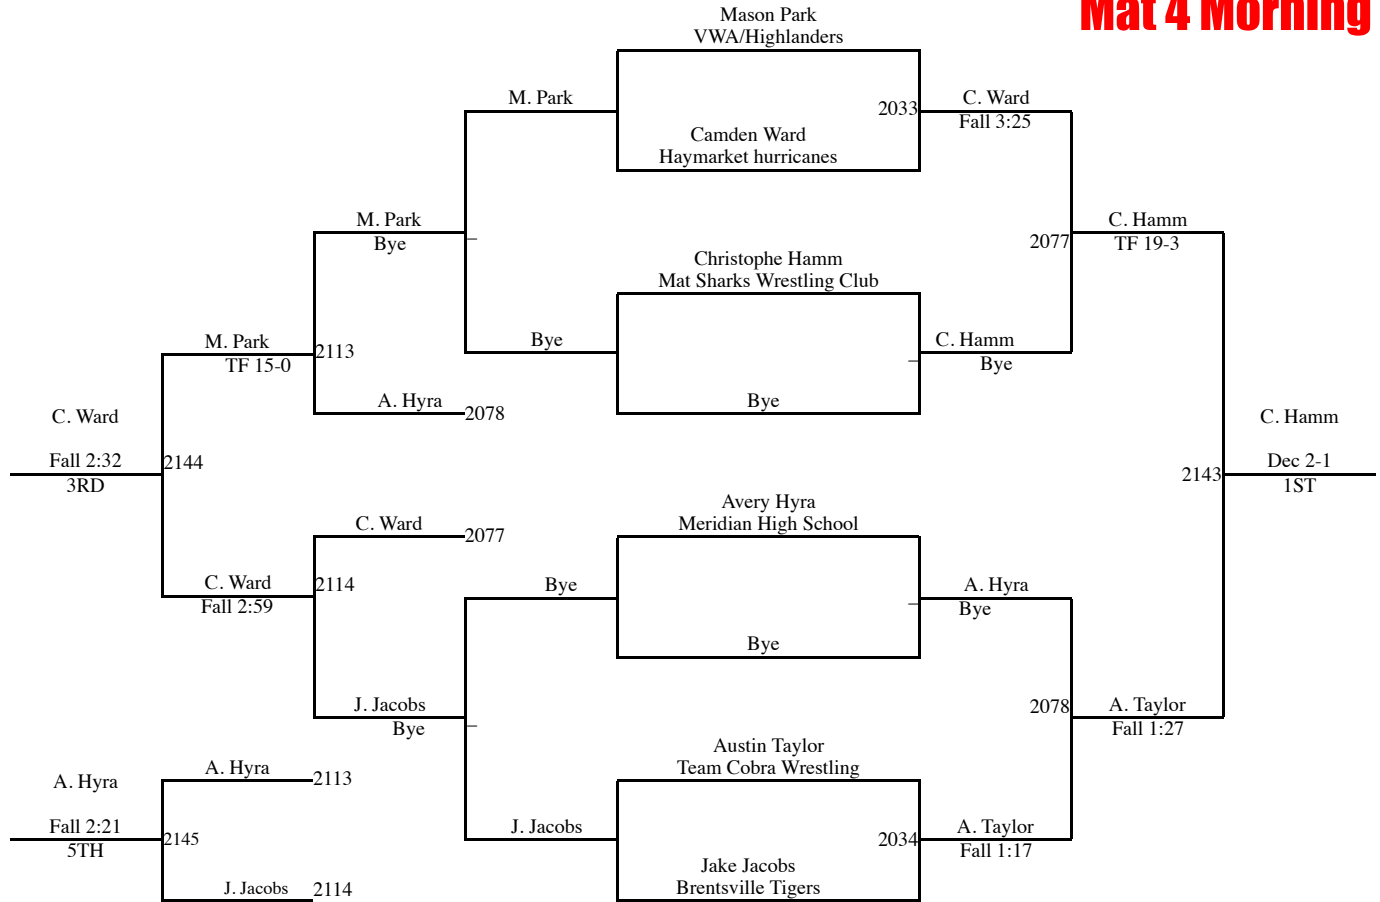 Mat 4 Morning
Mason Park
VWA/Highlanders
M. Park
2033
C. Ward
Fall 3:25
Camden Ward
Haymarket hurricanes
M. Park
Bye
2077
C. Hamm
TF 19-3
Christophe Hamm
Mat Sharks Wrestling Club
M. Park
TF 15-0
2113
Bye
C. Hamm
Bye
A. Hyra
2078
Bye
C. Ward
Fall 2:32
3RD
2144
C. Hamm
2143
Dec 2-1
1ST
Avery Hyra
Meridian High School
C. Ward
2077
C. Ward
Fall 2:59
2114
Bye
A. Hyra
Bye
Bye
J. Jacobs
Bye
2078
A. Taylor
Fall 1:27
Austin Taylor
Team Cobra Wrestling
A. Hyra
Fall 2:21
5TH
A. Hyra
2113
2145
J. Jacobs
2034
A. Taylor
Fall 1:17
Jake Jacobs
Brentsville Tigers
J. Jacobs
2114